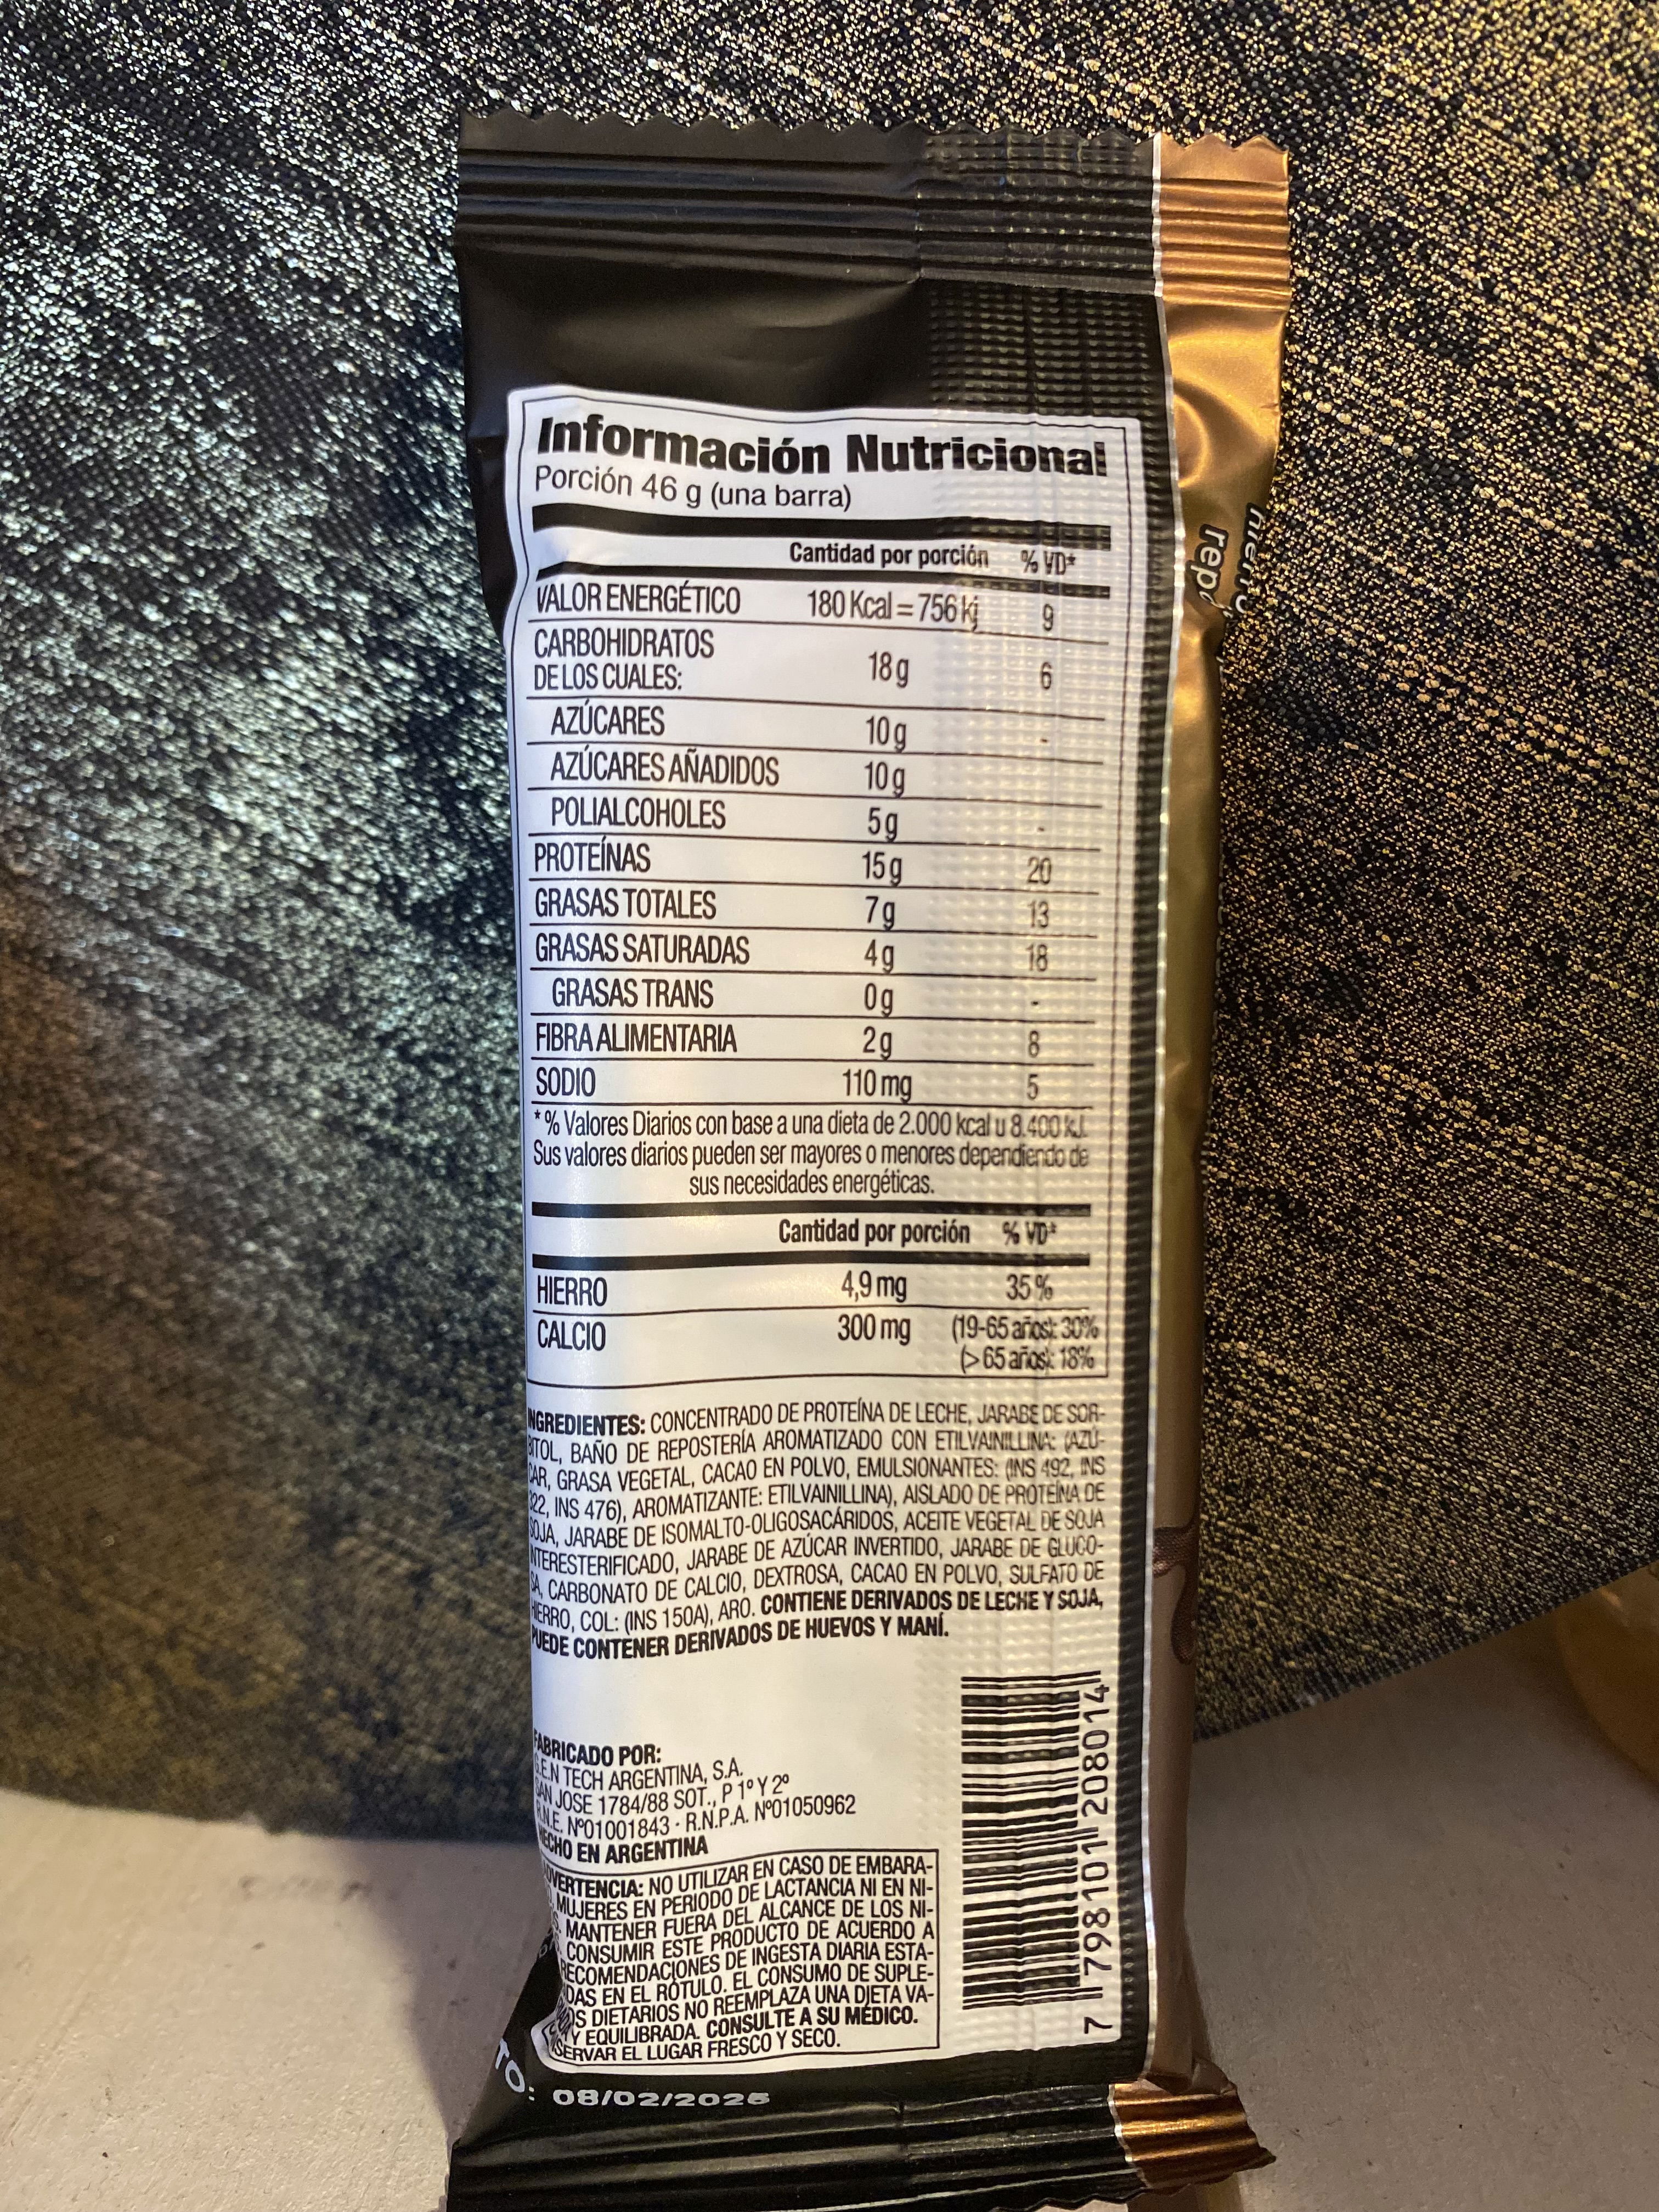 Información Nutricional
Porción 46 g (una barra)
Cantidad por porción % VD*
VALOR ENERGÉTICO 180 Kcal = 756 kj 9
CARBOHIDRATOS
DE LOS CUALES: 18 g 6
AZÚCARES 10 g -
AZÚCARES AÑADIDOS 10 g
POLIALCOHOLES 5 g -
PROTEÍNAS 15 g 20
GRASAS TOTALES 7 g 13
GRASAS SATURADAS 4 g 18
GRASAS TRANS 0 g -
FIBRA ALIMENTARIA 2 g 8
SODIO 110 mg 5
* % Valores Diarios con base a una dieta de 2.000 kcal u 8.400 kJ.
Sus valores diarios pueden ser mayores o menores dependiendo de
sus necesidades energéticas.
Cantidad por porción % VD*
HIERRO 4,9 mg 35 %
CALCIO 300 mg (19-65 años): 30%
(>65 años): 18%
INGREDIENTES: CONCENTRADO DE PROTEÍNA DE LECHE, JARABE DE SOR-
BITOL, BAÑO DE REPOSTERÍA AROMATIZADO CON ETILVAINILLINA: (AZÚ-
CAR, GRASA VEGETAL, CACAO EN POLVO, EMULSIONANTES: (INS 492, INS
322, INS 476), AROMATIZANTE: ETILVAINILLINA), AISLADO DE PROTEÍNA DE
SOJA, JARABE DE ISOMALTO-OLIGOSACÁRIDOS, ACEITE VEGETAL DE SOJA
INTERESTERIFICADO, JARABE DE AZÚCAR INVERTIDO, JARABE DE GLUCO-
SA, CARBONATO DE CALCIO, DEXTROSA, CACAO EN POLVO, SULFATO DE
HIERRO, COL: (INS 150A), ARO. CONTIENE DERIVADOS DE LECHE Y SOJA,
PUEDE CONTENER DERIVADOS DE HUEVOS Y MANÍ.
FABRICADO POR:
G.E.N TECH ARGENTINA, S.A.
SAN JOSE 1784/88 SOT., P 1º Y 2º
R.N.E. Nº01001843 - R.N.P.A. Nº01050962
HECHO EN ARGENTINA
ADVERTENCIA: NO UTILIZAR EN CASO DE EMBARA-
MUJERES EN PERIODO DE LACTANCIA NI EN NI-
MANTENER FUERA DEL ALCANCE DE LOS NI-
CONSUMIR ESTE PRODUCTO DE ACUERDO A
RECOMENDACIONES DE INGESTA DIARIA ESTA-
DAS EN EL RÓTULO. EL CONSUMO DE SUPLE-
OS DIETARIOS NO REEMPLAZA UNA DIETA VA-
Y EQUILIBRADA. CONSULTE A SU MÉDICO.
SERVAR EL LUGAR FRESCO Y SECO.
7 798101 208014
TO: 08/02/2026